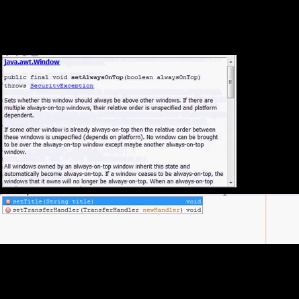 java.awt.Window
public final void setAlwaysOnTop(boolean alwaysOnTop)
throws SecurityException
Sets whether this window should always be above other windows. If there are
multiple always-on-top windows, their relative order is unspecified and platform
dependent.
If some other window is already always-on-top then the relative order between
these windows is unspecified (depends on platform). No window can be brought
to be over the always-on-top window except maybe another always-on-top
window.
All windows owned by an always-on-top window inherit this state and
automatically become always-on-top. If a window ceases to be always-on-top, the
windows that it owns will no longer be always-on-top. When an always-on-top
setTitle(String title) void
setTransferHandler(TransferHandler newHandler) void